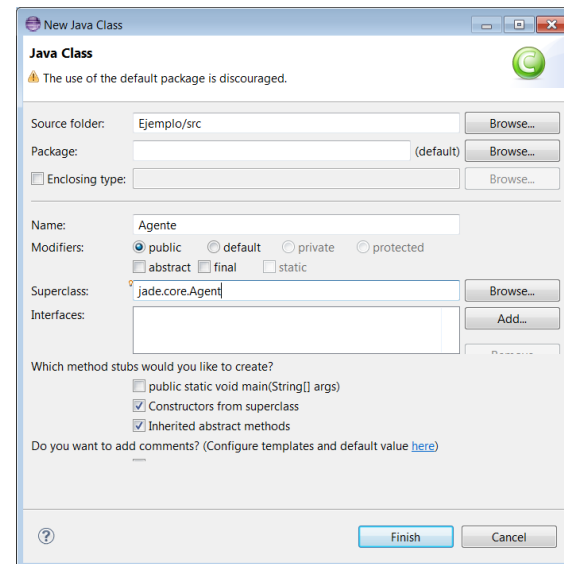 New Java Class
Java Class
The use of the default package is discouraged.
Source folder: Ejemplo/src Browse...
Package: (default) Browse...
Enclosing type: Browse...
Name: Agente
Modifiers: public default private protected
abstract final static
Superclass: jade.core.Agent Browse...
Interfaces: Add...
Remove
Which method stubs would you like to create?
public static void main(String[] args)
Constructors from superclass
Inherited abstract methods
Do you want to add comments? (Configure templates and default value here)
? Finish Cancel